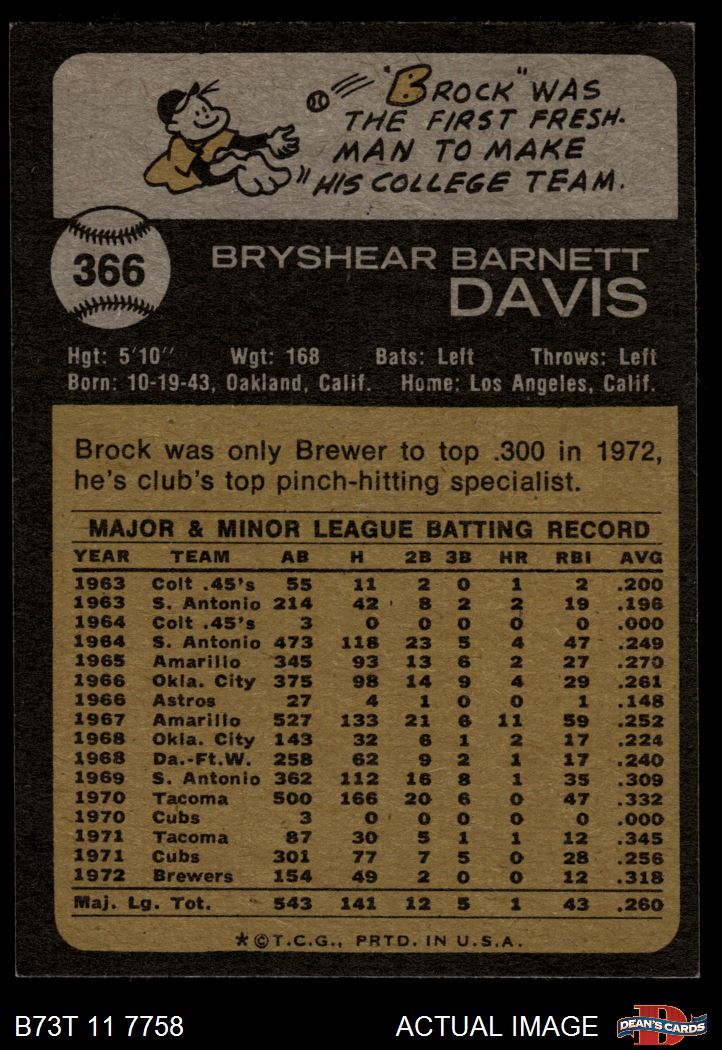 "BROCK" WAS
THE FIRST FRESH-
MAN TO MAKE
HIS COLLEGE TEAM.
366
BRYSHEAR BARNETT
DAVIS
Hgt: 5'10" Wgt: 168 Bats: Left Throws: Left
Born: 10-19-43, Oakland, Calif. Home: Los Angeles, Calif.
Brock was only Brewer to top .300 in 1972,
he's club's top pinch-hitting specialist.
MAJOR & MINOR LEAGUE BATTING RECORD
YEAR TEAM AB H 2B 3B HR RBI AVG
1963 Colt .45's 55 11 2 0 1 2 .200
1963 S. Antonio 214 42 8 2 2 19 .196
1964 Colt .45's 3 0 0 0 0 0 .000
1964 S. Antonio 473 118 23 5 4 47 .249
1965 Amarillo 345 93 13 6 2 27 .270
1966 Okla. City 375 98 14 9 4 29 .261
1966 Astros 27 4 1 0 0 1 .148
1967 Amarillo 527 133 21 6 11 59 .252
1968 Okla. City 143 32 6 1 2 17 .224
1968 Da.-Ft.W. 258 62 9 2 1 17 .240
1969 S. Antonio 362 112 16 8 1 35 .309
1970 Tacoma 500 166 20 6 0 47 .332
1970 Cubs 3 0 0 0 0 0 .000
1971 Tacoma 87 30 5 1 1 12 .345
1971 Cubs 301 77 7 5 0 28 .256
1972 Brewers 154 49 2 0 0 12 .318
Maj. Lg. Tot. 543 141 12 5 1 43 .260
*©T.C.G., PRTD. IN U.S.A.
B73T 11 7758 ACTUAL IMAGE DEAN'S CARDS